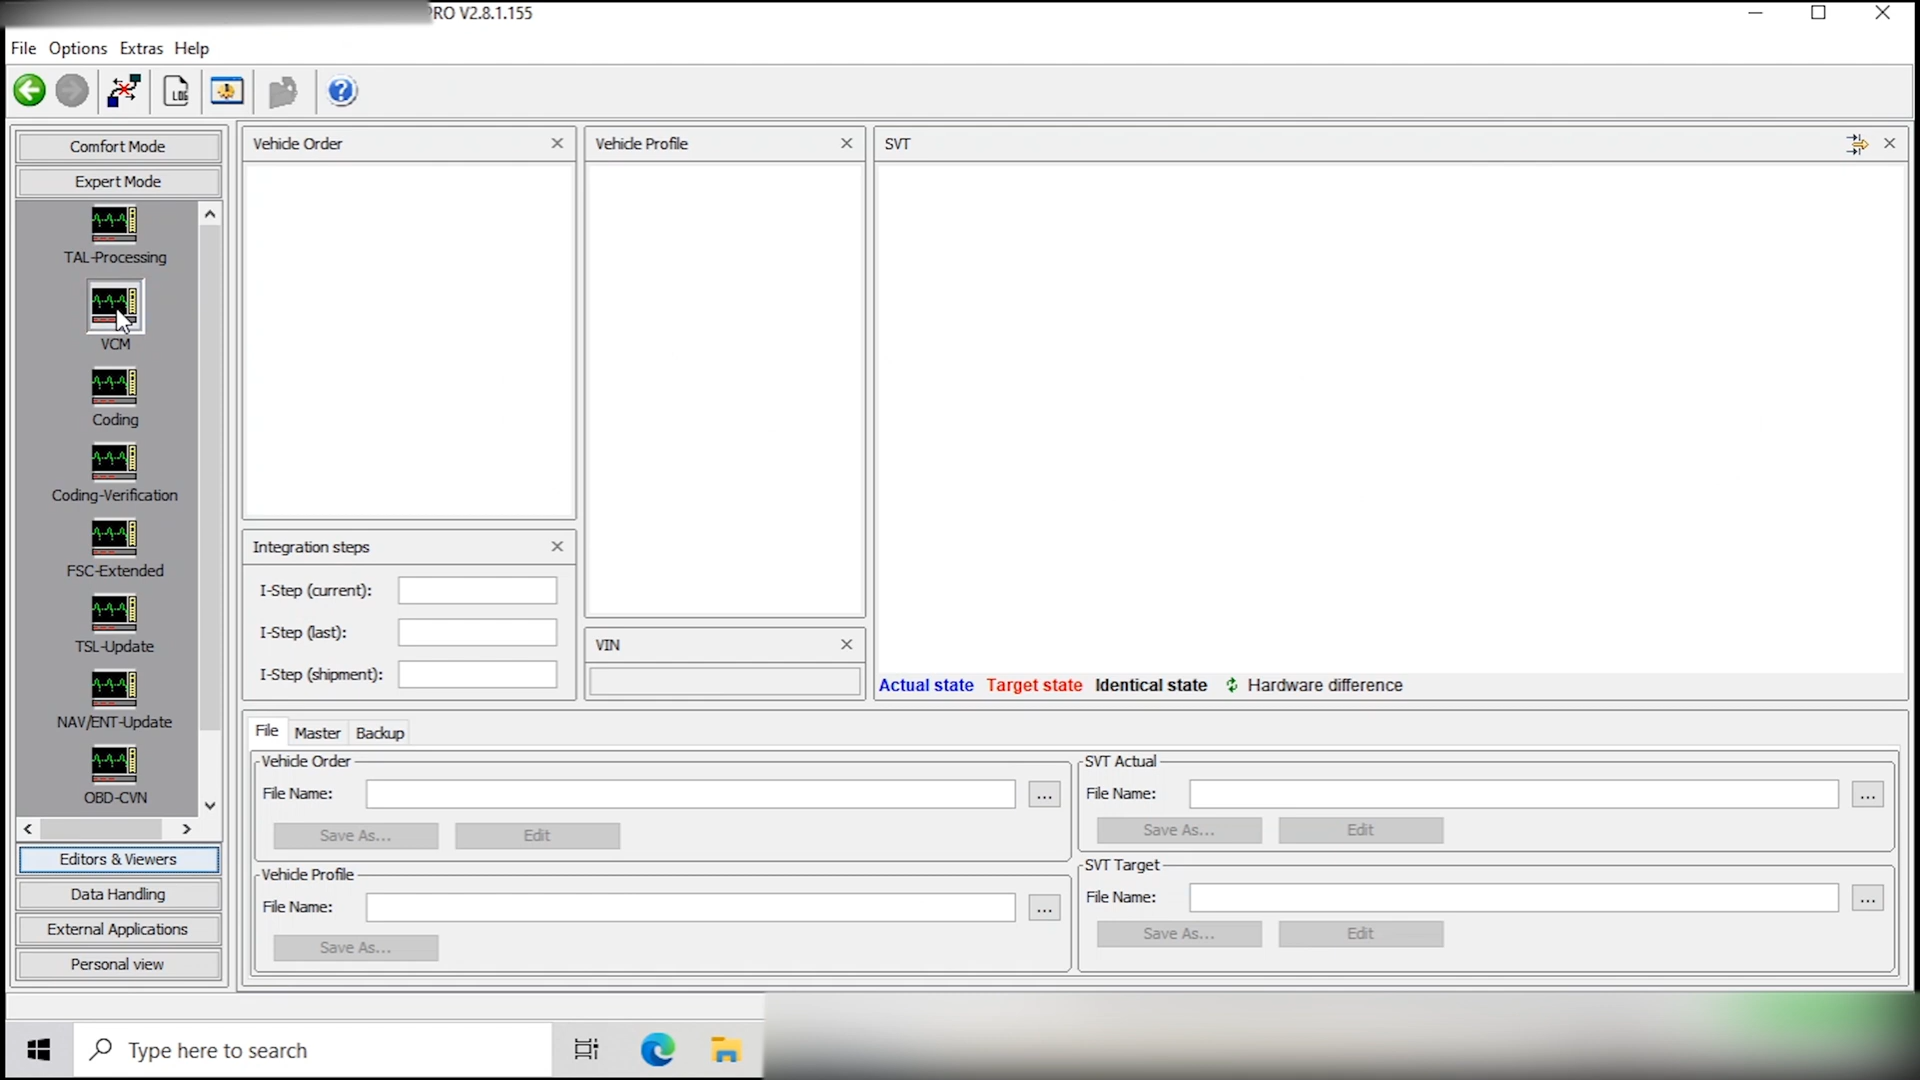 PRO V2.8.1.155
File Options Extras Help
LOG
Comfort Mode
Expert Mode
TAL-Processing
VCM
Coding
Coding-Verification
FSC-Extended
TSL-Update
NAV/ENT-Update
OBD-CVN
Editors & Viewers
Data Handling
External Applications
Personal view
Vehicle Order
Integration steps
I-Step (current):
I-Step (last):
I-Step (shipment):
Vehicle Profile
VIN
SVT
Actual state Target state Identical state Hardware difference
File Master Backup
Vehicle Order
File Name: ...
Save As... Edit
Vehicle Profile
File Name: ...
Save As...
SVT Actual
File Name: ...
Save As... Edit
SVT Target
File Name: ...
Save As... Edit
Type here to search